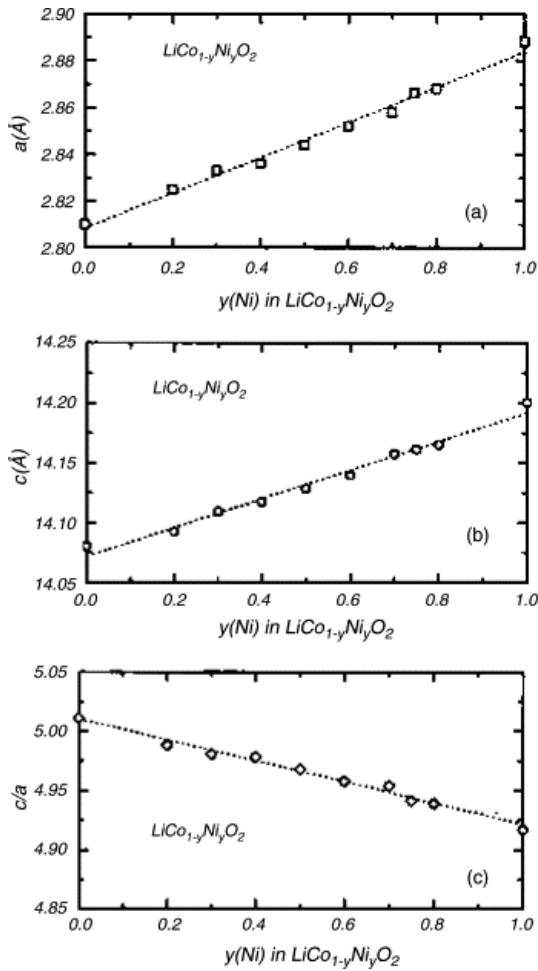 2.90
LiCo1-yNiyO2
2.88
2.86
a(Å)
2.84
2.82
(a)
2.80
0.0 0.2 0.4 0.6 0.8 1.0
y(Ni) in LiCo1-yNiyO2
14.25
LiCo1-yNiyO2
14.20
c(Å)
14.15
14.10
(b)
14.05
0.0 0.2 0.4 0.6 0.8 1.0
y(Ni) in LiCo1-yNiyO2
5.05
5.00
c/a
4.95
LiCo1-yNiyO2
4.90
(c)
4.85
0.0 0.2 0.4 0.6 0.8 1.0
y(Ni) in LiCo1-yNiyO2